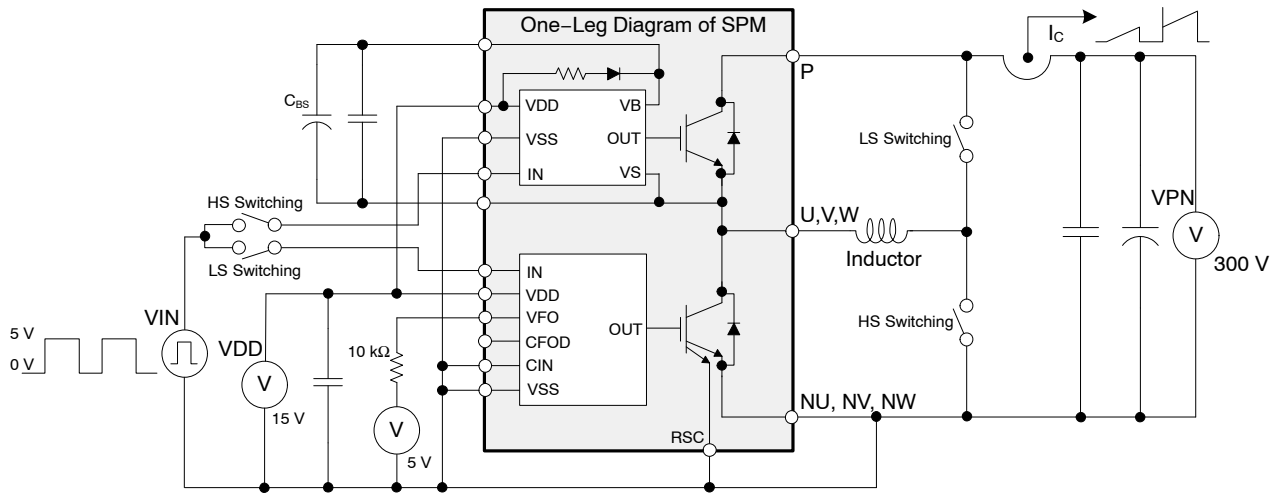 One−Leg Diagram of SPM
I_C
P
C_BS
VDD
VB
VSS
OUT
IN
VS
LS Switching
HS Switching
LS Switching
U,V,W
Inductor
VPN
V
300 V
IN
VDD
VFO
CFOD
CIN
VSS
OUT
HS Switching
VIN
5 V
0 V
VDD
V
15 V
10 kΩ
V
5 V
RSC
NU, NV, NW